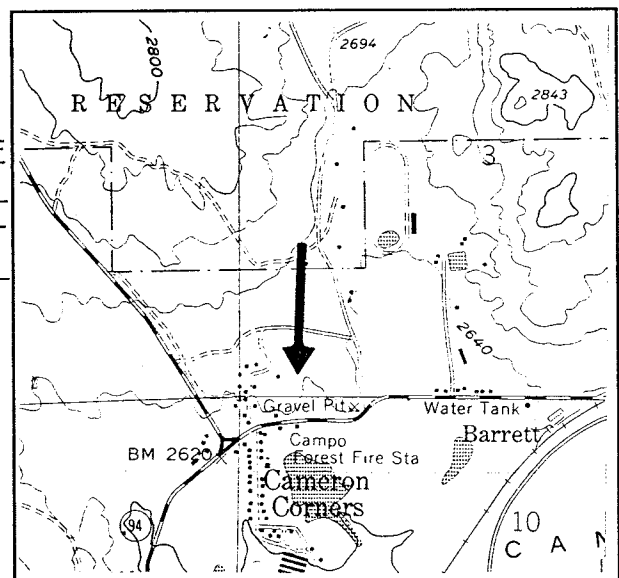 2800
2694
RESERVATION
2843
3
2640
Gravel Pit
Water Tank
Campo
Forest Fire Sta
Barrett
BM 2620
Cameron
Corners
94
10
CAN